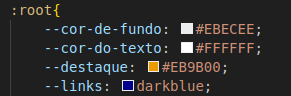 :root{
--cor-de-fundo: #EBECEE;
--cor-do-texto: #FFFFFF;
--destaque: #EB9B00;
--links: darkblue;